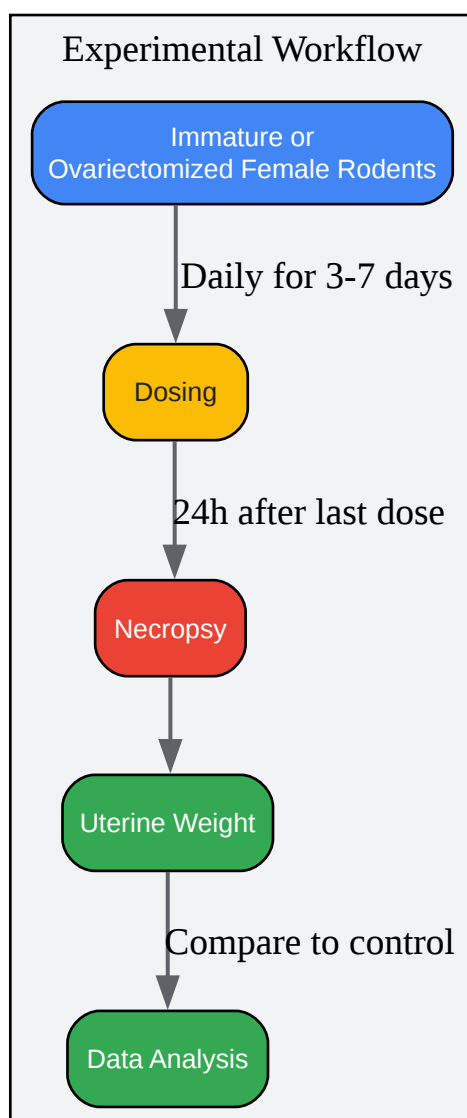 Experimental Workflow
Immature or
Ovariectomized Female Rodents
Daily for 3-7 days
Dosing
24h after last dose
Necropsy
Uterine Weight
Compare to control
Data Analysis